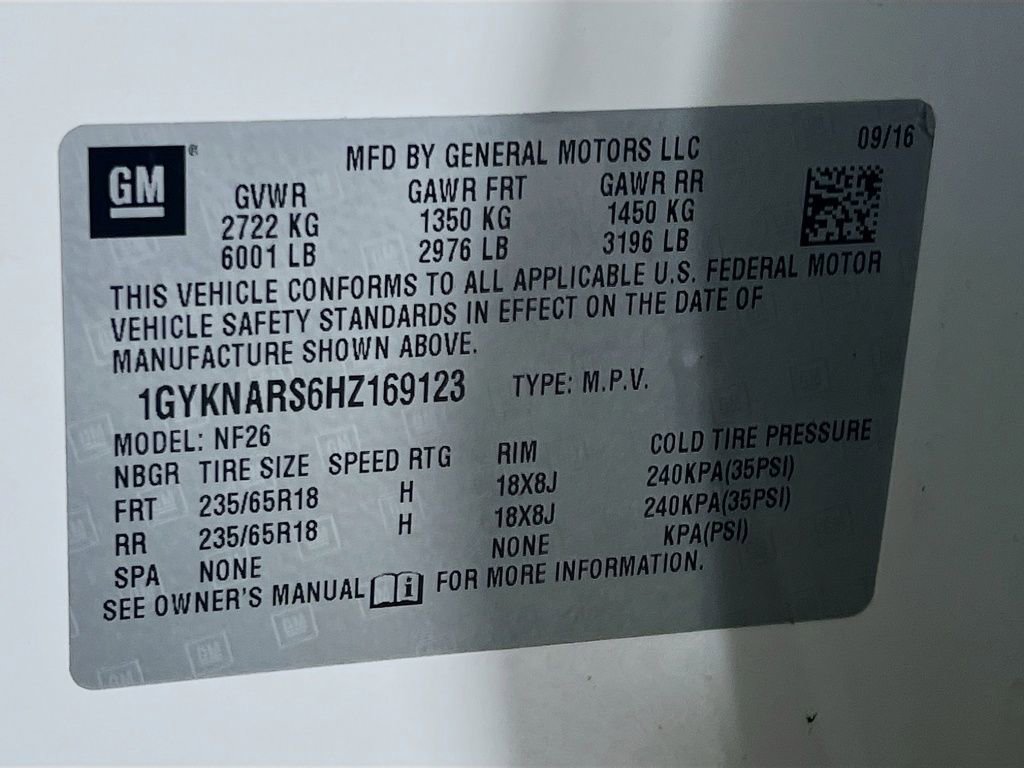 GM®
MFD BY GENERAL MOTORS LLC 09/16
GVWR GAWR FRT GAWR RR
2722 KG 1350 KG 1450 KG
6001 LB 2976 LB 3196 LB
THIS VEHICLE CONFORMS TO ALL APPLICABLE U.S. FEDERAL MOTOR
VEHICLE SAFETY STANDARDS IN EFFECT ON THE DATE OF
MANUFACTURE SHOWN ABOVE.
1GYKNARS6HZ169123 TYPE: M.P.V.
MODEL: NF26
NBGR TIRE SIZE SPEED RTG RIM COLD TIRE PRESSURE
FRT 235/65R18 H 18X8J 240KPA(35PSI)
RR 235/65R18 H 18X8J 240KPA(35PSI)
SPA NONE NONE KPA(PSI)
SEE OWNER'S MANUAL FOR MORE INFORMATION.